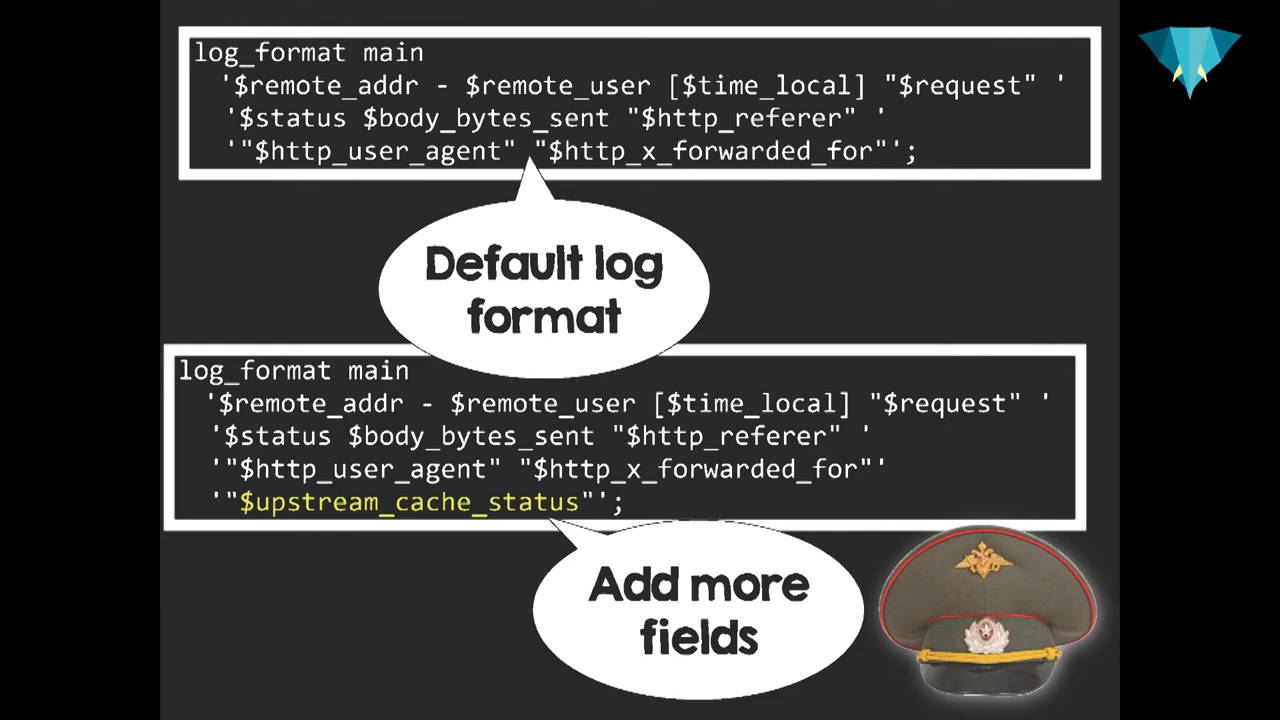 log_format main
'$remote_addr - $remote_user [$time_local] "$request" '
'$status $body_bytes_sent "$http_referer" '
'"$http_user_agent" "$http_x_forwarded_for"';
Default log
format
log_format main
'$remote_addr - $remote_user [$time_local] "$request" '
'$status $body_bytes_sent "$http_referer" '
'"$http_user_agent" "$http_x_forwarded_for"'
'"$upstream_cache_status"';
Add more
fields